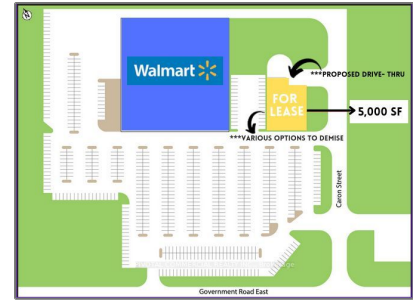 Walmart
***PROPOSED DRIVE- THRU
FOR
LEASE
5,000 SF
***VARIOUS OPTIONS TO DEMISE
Caron Street
Government Road East